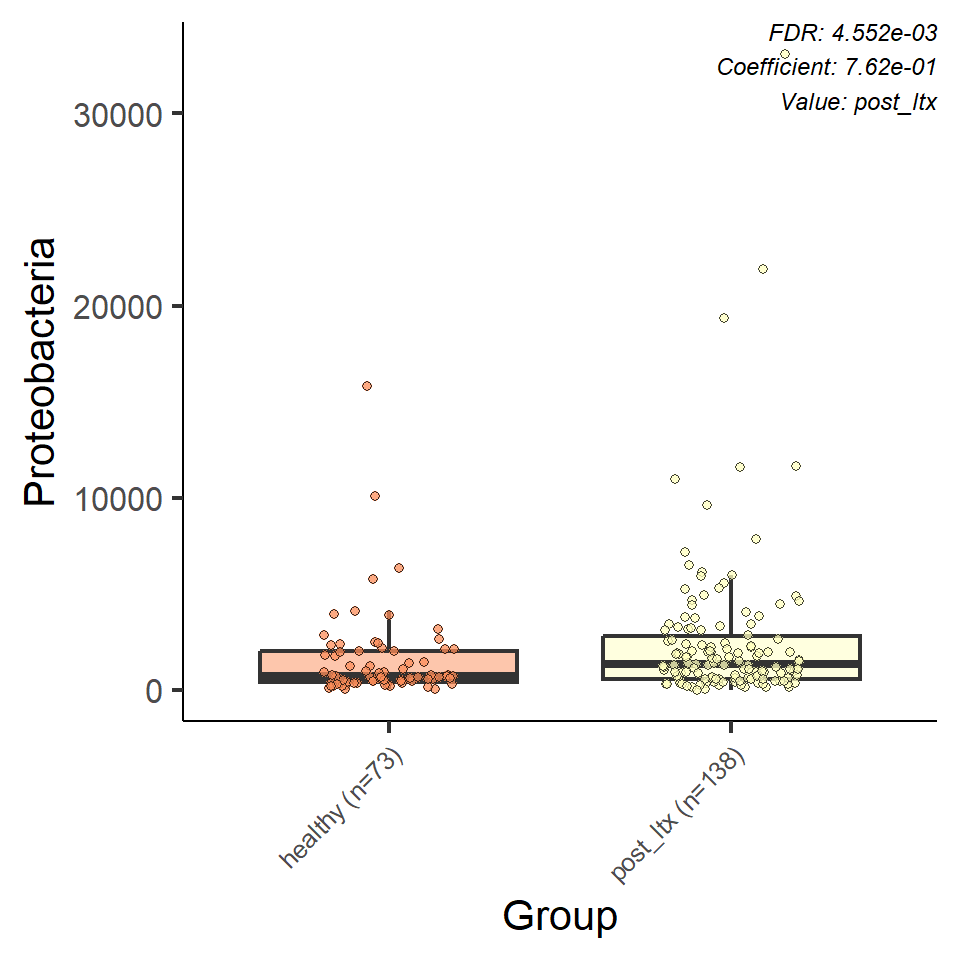 FDR: 4.552e-03
Coefficient: 7.62e-01
Value: post_ltx
Proteobacteria
30000
20000
10000
0
healthy (n=73)
post_ltx (n=138)
Group